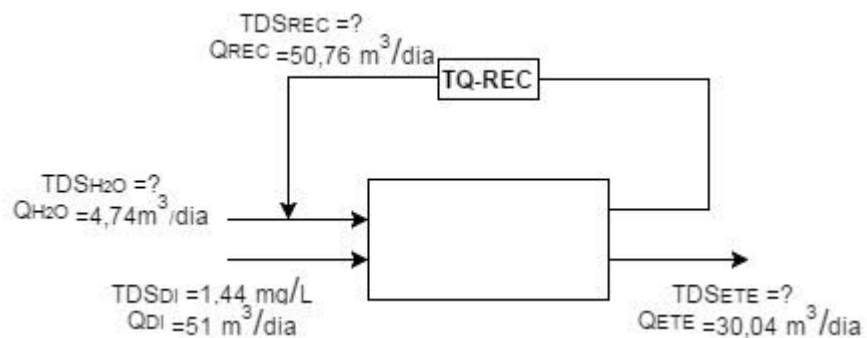 TDSREC =?
QREC =50,76 m³/dia
TQ-REC
TDSH2O =?
QH2O =4,74m³/dia
TDSDI =1,44 mg/L
QDI =51 m³/dia
TDSETE =?
QETE =30,04 m³/dia